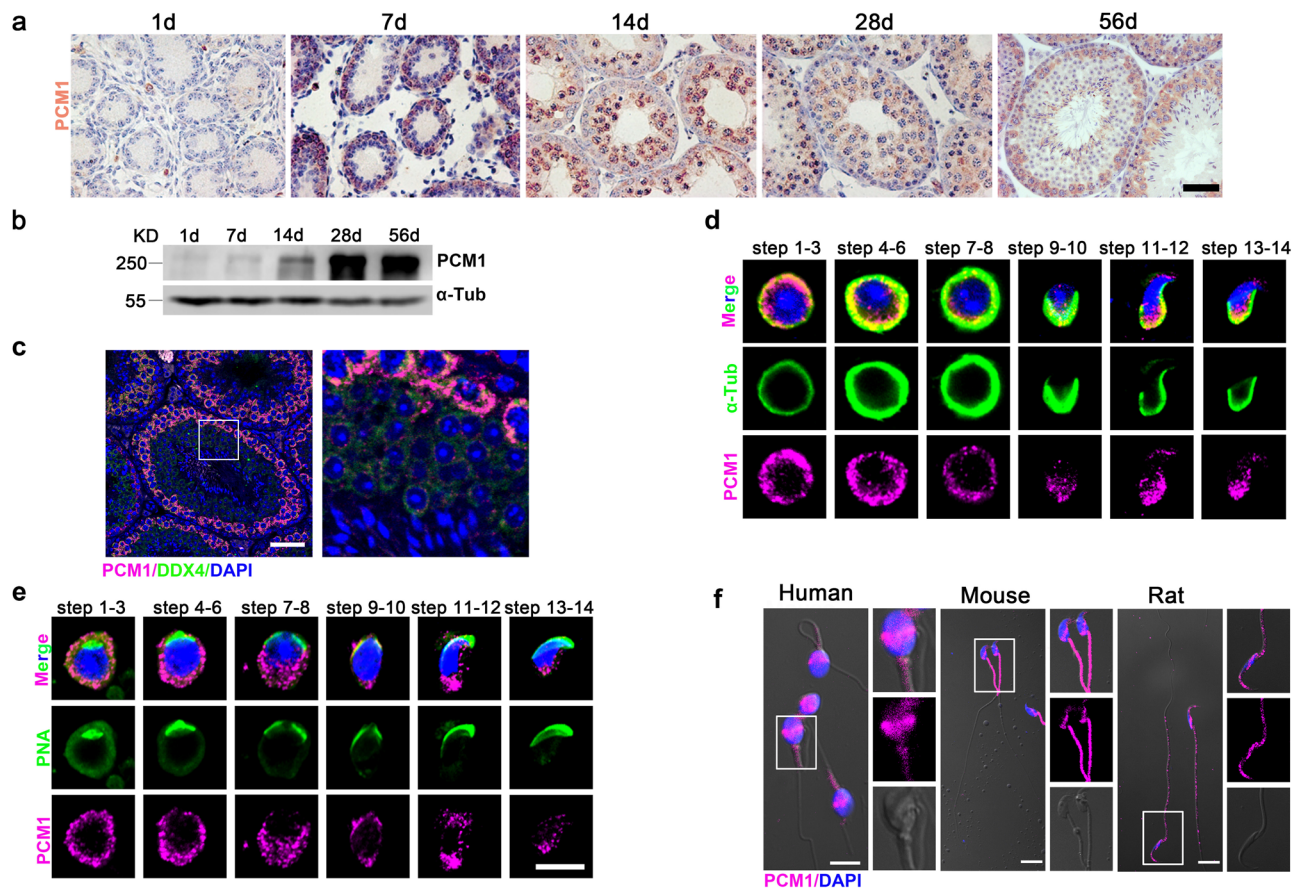 a
1d 7d 14d 28d 56d
PCM1
b
KD 1d 7d 14d 28d 56d
250 PCM1
55 α-Tub
c
PCM1/DDX4/DAPI
d
step 1-3 step 4-6 step 7-8 step 9-10 step 11-12 step 13-14
Merge
α-Tub
PCM1
e
step 1-3 step 4-6 step 7-8 step 9-10 step 11-12 step 13-14
Merge
PNA
PCM1
f
Human Mouse Rat
PCM1/DAPI